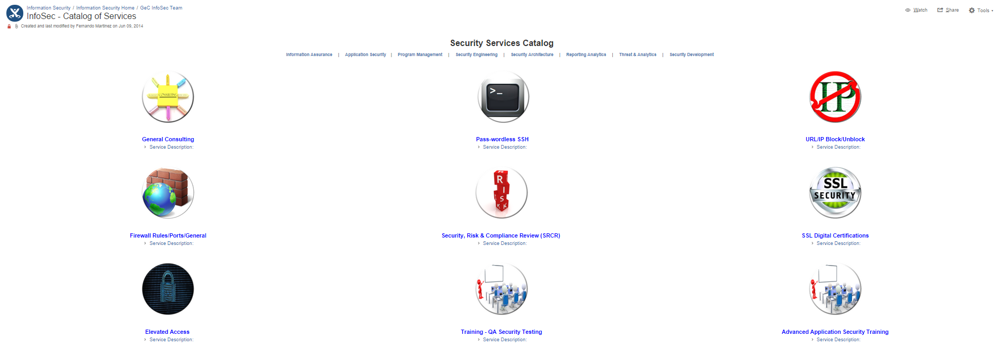 Information Security / Information Security Home / GeC InfoSec Team
InfoSec - Catalog of Services
Created and last modified by Fernando Martinez on Jun 09, 2014
Watch Share Tools
Security Services Catalog
Information Assurance | Application Security | Program Management | Security Engineering | Security Architecture | Reporting Analytics | Threat & Analytics | Security Development
CONSULTING
>_
IP
General Consulting
Pass-wordless SSH
URL/IP Block/Unblock
Service Description:
Service Description:
Service Description:
RISK
SSL
SECURITY
Firewall Rules/Ports/General
Security, Risk & Compliance Review (SRCR)
SSL Digital Certifications
Service Description:
Service Description:
Service Description:
Elevated Access
Training - QA Security Testing
Advanced Application Security Training
Service Description:
Service Description:
Service Description: